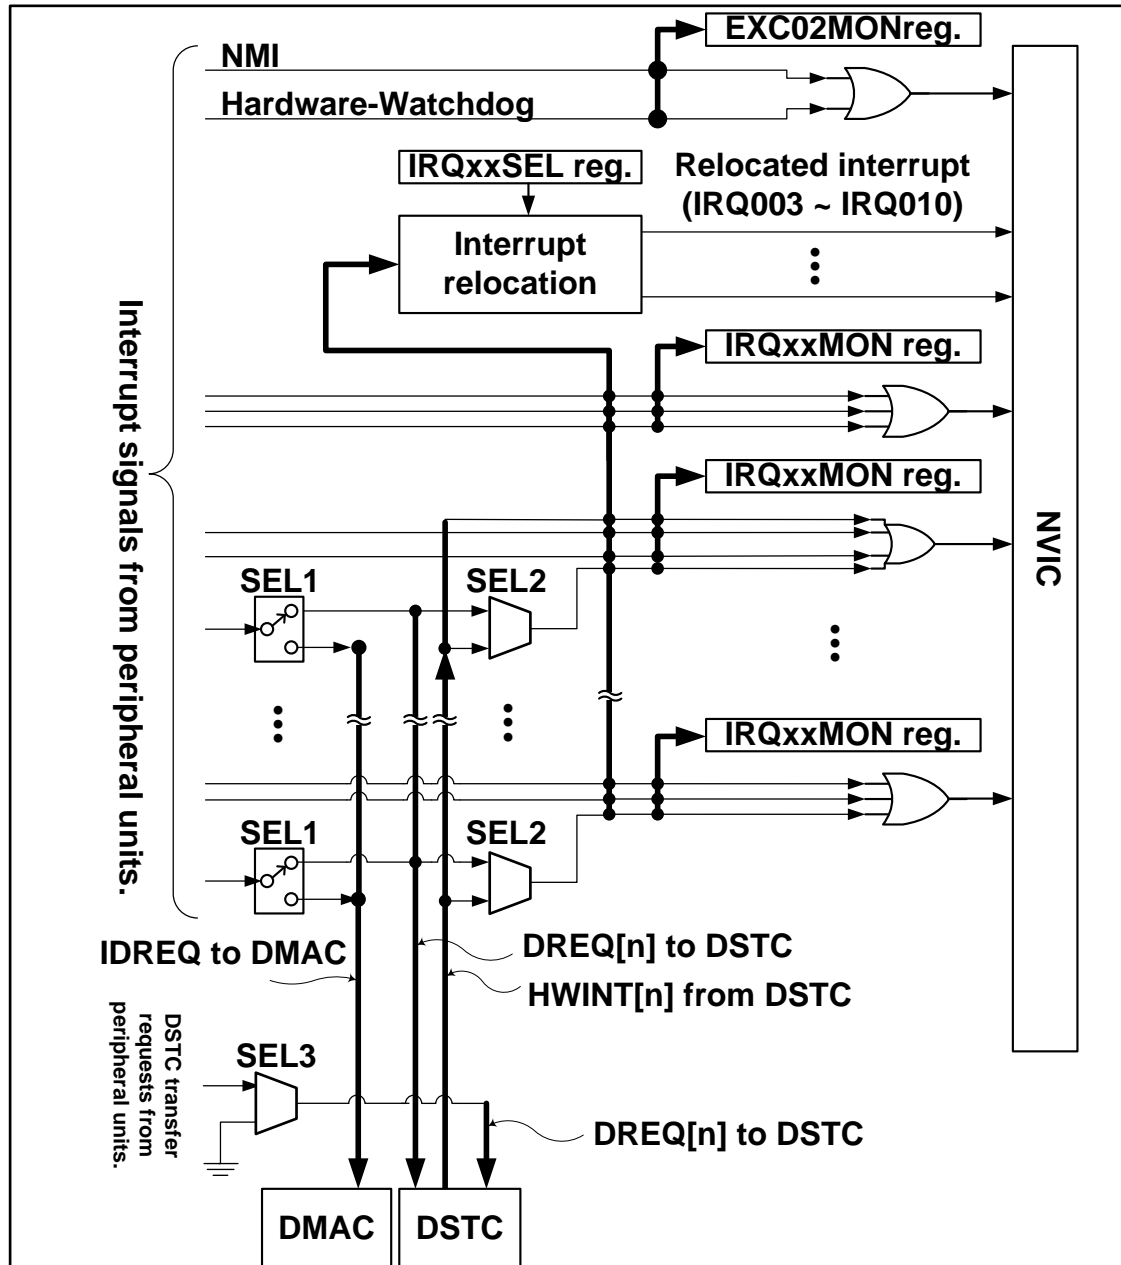 EXC02MONreg.
NMI
Hardware-Watchdog
IRQxxSEL reg.
Relocated interrupt
(IRQ003 ~ IRQ010)
Interrupt
relocation
IRQxxMON reg.
IRQxxMON reg.
Interrupt signals from peripheral units.
NVIC
SEL1
SEL2
IRQxxMON reg.
SEL1
SEL2
IDREQ to DMAC
DREQ[n] to DSTC
HWINT[n] from DSTC
DSTC transfer
requests from
peripheral units.
SEL3
DREQ[n] to DSTC
DMAC
DSTC